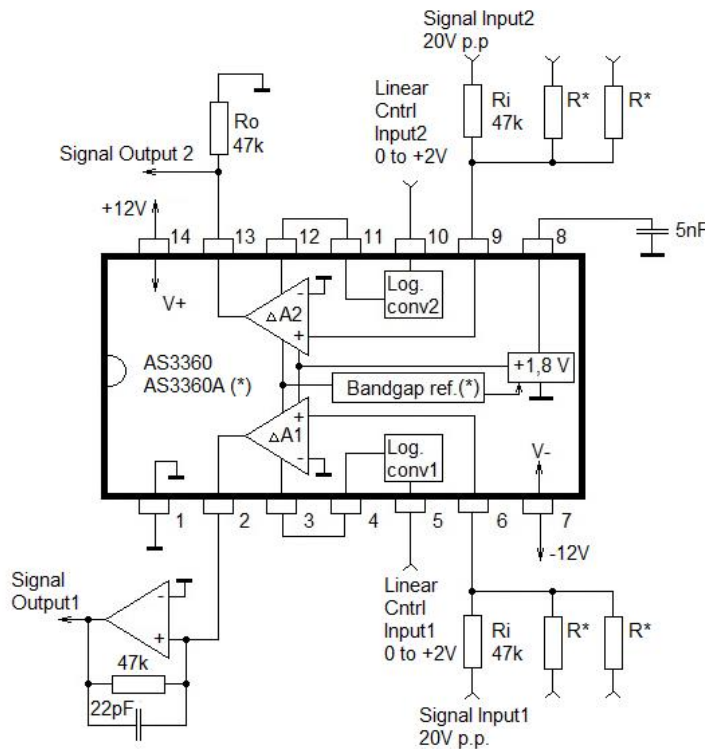 Signal Input2
20V p.p
Linear
Cntrl
Input2
0 to +2V
Ri
47k
R*
R*
Ro
47k
Signal Output 2
+12V
14
13
12
11
10
9
8
5nF
V+
- 
ΔA2
+
Log.
conv2
AS3360
AS3360A (*)
+1,8 V
Bandgap ref.(*)
+
ΔA1
-
Log.
conv1
V-
1
2
3
4
5
6
7
-12V
Signal
Output1
-
+
47k
22pF
Linear
Cntrl
Input1
0 to +2V
Ri
47k
R*
R*
Signal Input1
20V p.p.